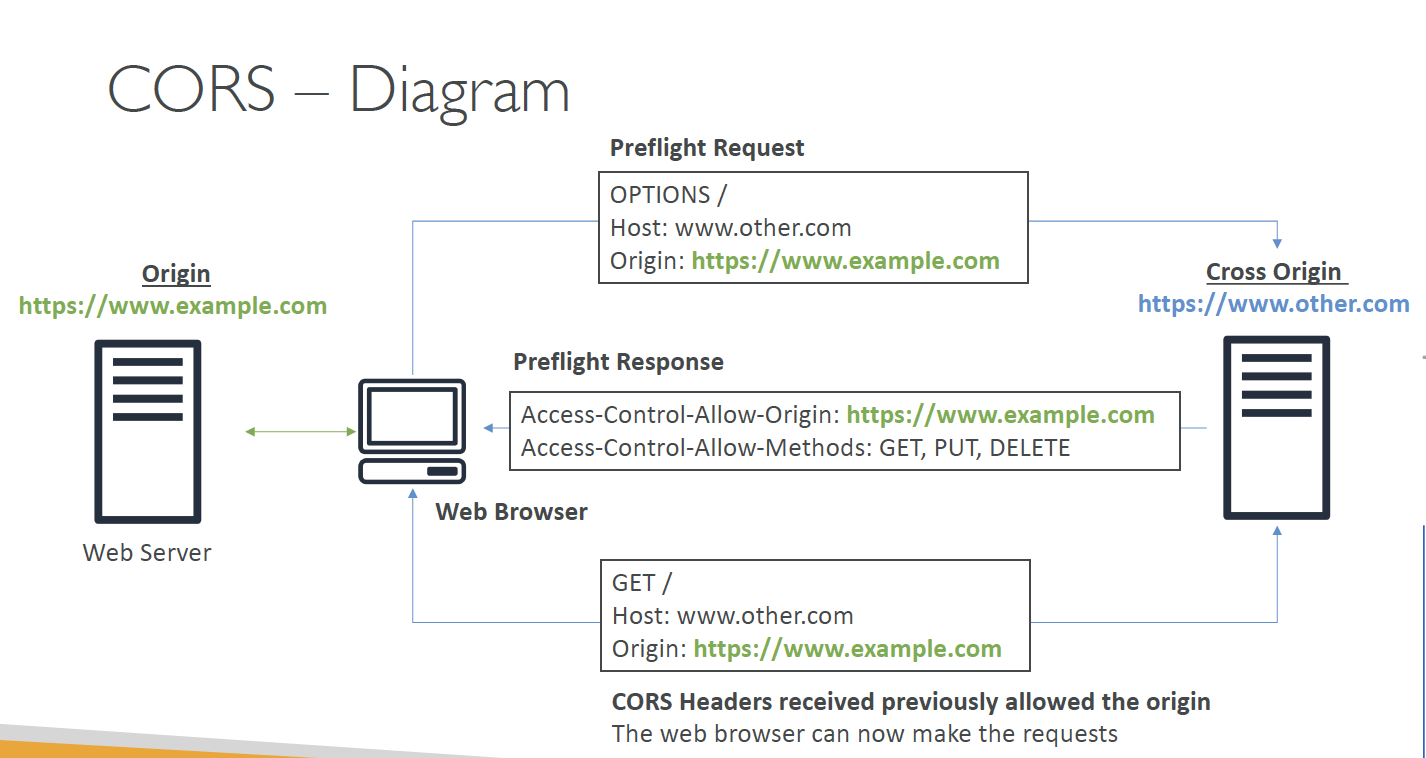 CORS – Diagram
Preflight Request
OPTIONS /
Host: www.other.com
Origin: https://www.example.com
Origin
https://www.example.com
Cross Origin
https://www.other.com
Preflight Response
Access-Control-Allow-Origin: https://www.example.com
Access-Control-Allow-Methods: GET, PUT, DELETE
Web Browser
Web Server
GET /
Host: www.other.com
Origin: https://www.example.com
CORS Headers received previously allowed the origin
The web browser can now make the requests